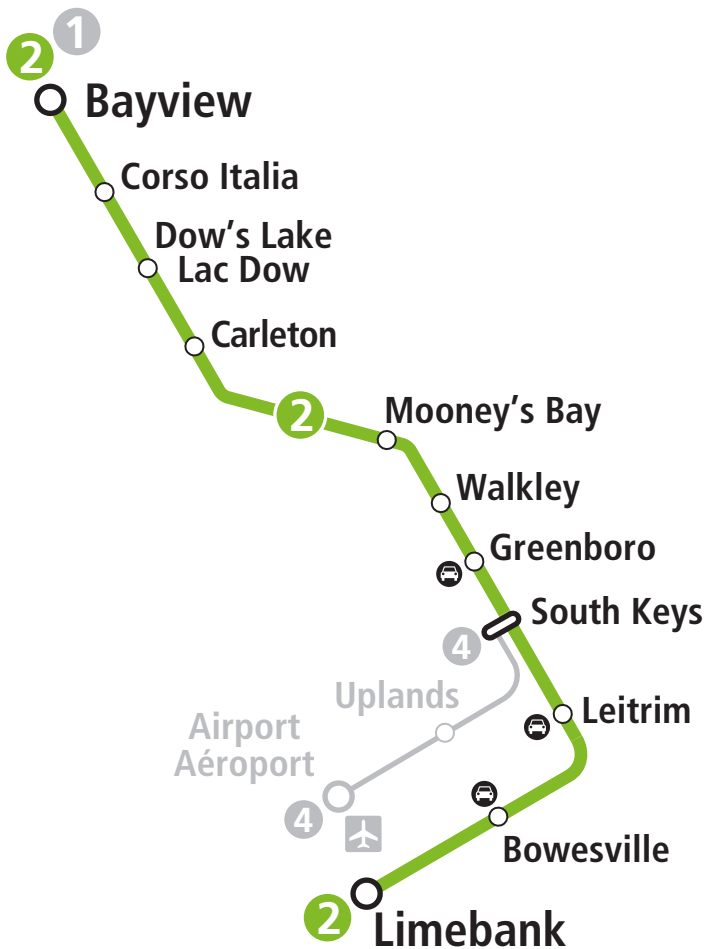 1
2
Bayview
Corso Italia
Dow's Lake
Lac Dow
Carleton
2
Mooney's Bay
Walkley
Greenboro
South Keys
4
Uplands
Leitrim
Airport
Aéroport
4
Bowesville
2
Limebank